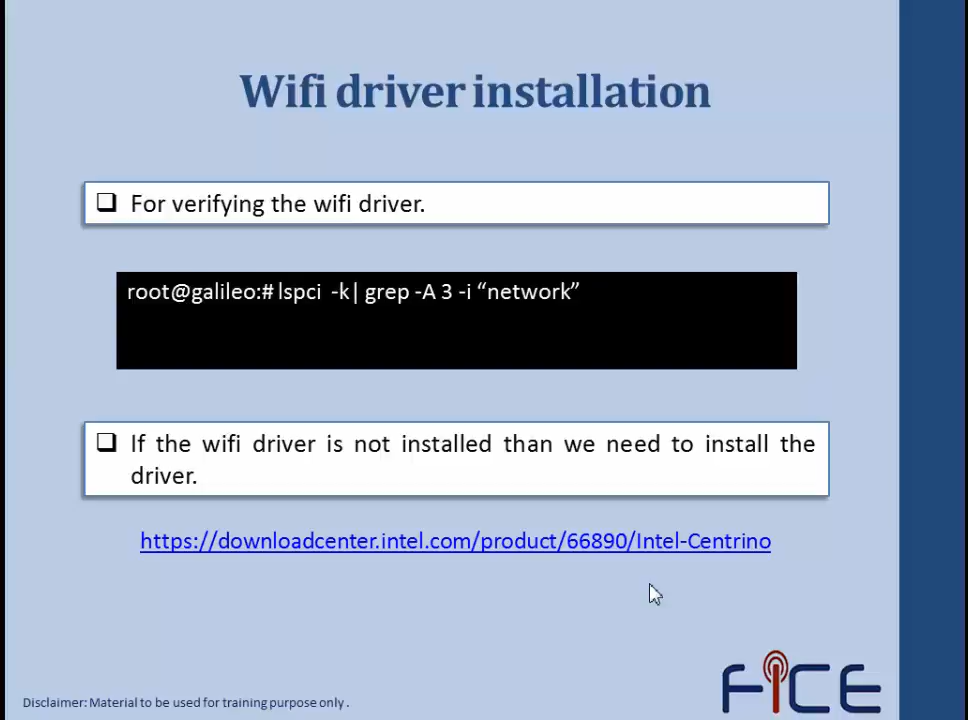 Wifi driver installation
For verifying the wifi driver.
root@galileo:# lspci -k| grep -A 3 -i “network”
If the wifi driver is not installed than we need to install the
driver.
https://downloadcenter.intel.com/product/66890/Intel-Centrino
FiCE
Disclaimer: Material to be used for training purpose only .